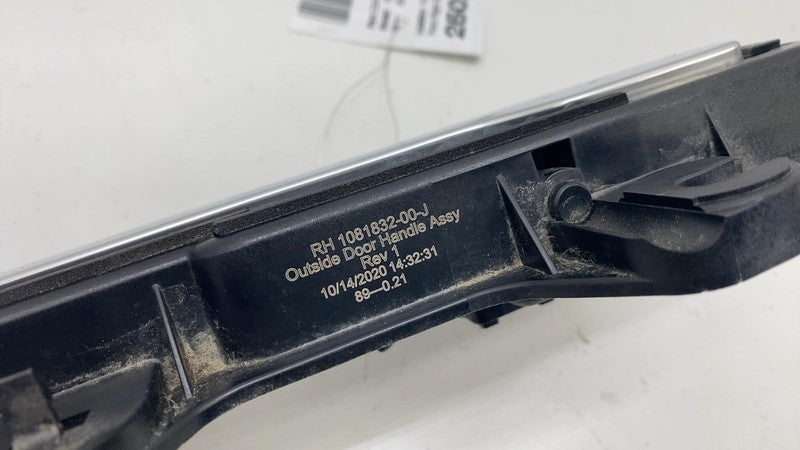 RH 1081832-00-J
Outside Door Handle Assy
Rev 1
10/14/2020 14:32:31
89—0.21